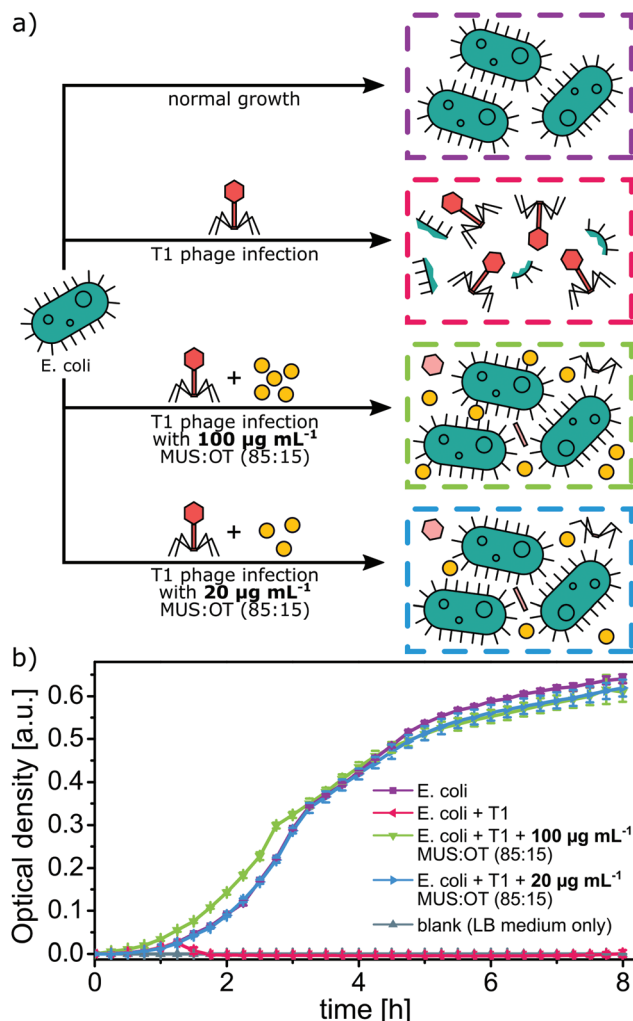 a)
normal growth
T1 phage infection
E. coli
+
T1 phage infection
with 100 µg mL⁻¹
MUS:OT (85:15)
+
T1 phage infection
with 20 µg mL⁻¹
MUS:OT (85:15)
b)
Optical density [a.u.]
0.6
0.5
0.4
0.3
0.2
0.1
0.0
E. coli
E. coli + T1
E. coli + T1 + 100 µg mL⁻¹
MUS:OT (85:15)
E. coli + T1 + 20 µg mL⁻¹
MUS:OT (85:15)
blank (LB medium only)
0 2 4 6 8
time [h]